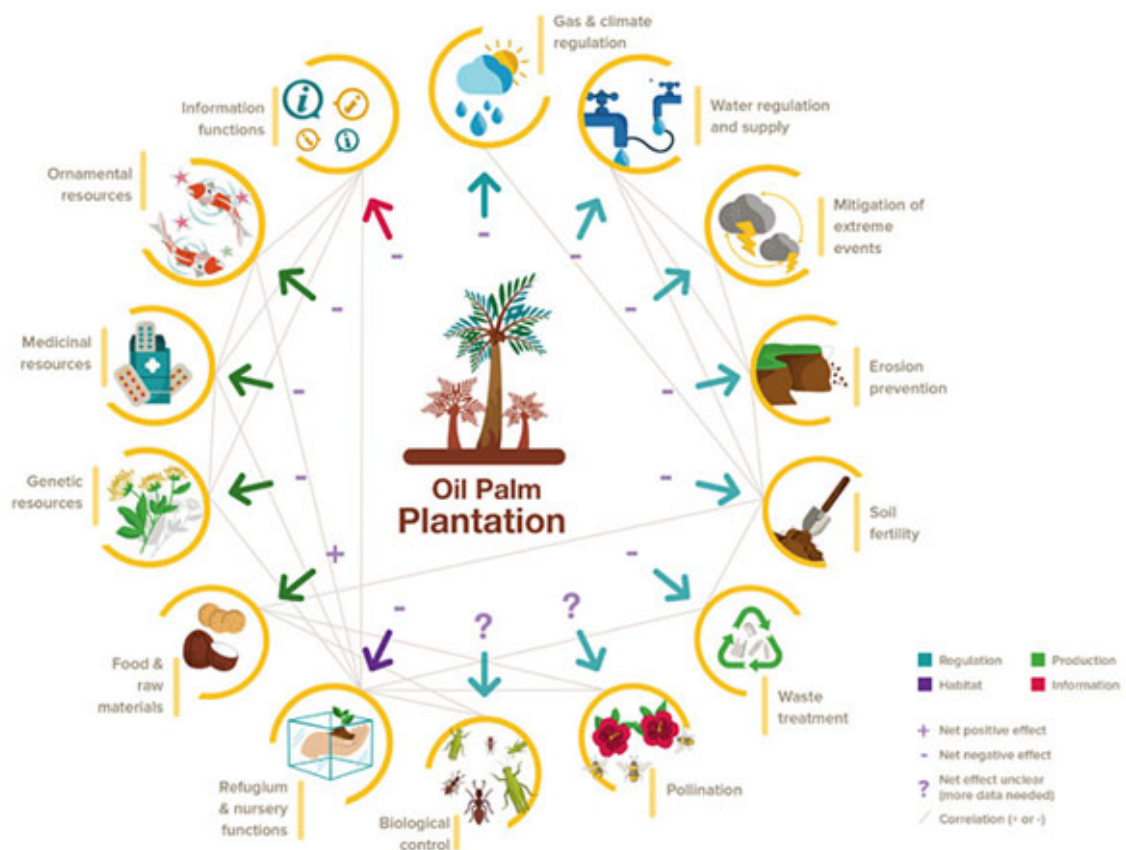 Gas & climate
regulation
Information
functions
Water regulation
and supply
Ornamental
resources
Mitigation of
extreme
events
-
-
-
-
-
Medicinal
resources
Erosion
prevention
-
-
Genetic
resources
-
-
Oil Palm
Plantation
Soil
fertility
+
-
Food &
raw
materials
-
?
?
Waste
treatment
Refugium
& nursery
functions
Biological
control
Pollination
Regulation
Production
Habitat
Information
+ Net positive effect
- Net negative effect
? Net effect unclear
(more data needed)
Correlation (+ or -)